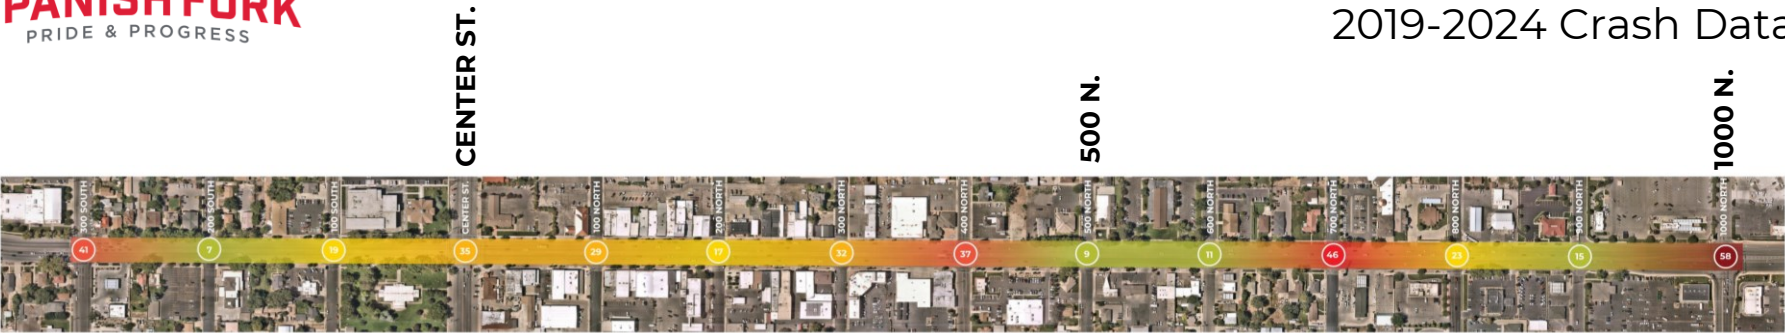 PANISH FORK
PRIDE & PROGRESS
2019-2024 Crash Data
CENTER ST.
500 N.
1000 N.
300 SOUTH
200 SOUTH
100 SOUTH
CENTER ST.
100 NORTH
200 NORTH
300 NORTH
400 NORTH
500 NORTH
600 NORTH
700 NORTH
800 NORTH
900 NORTH
1000 NORTH
41
7
19
35
29
17
32
37
9
11
46
23
15
58